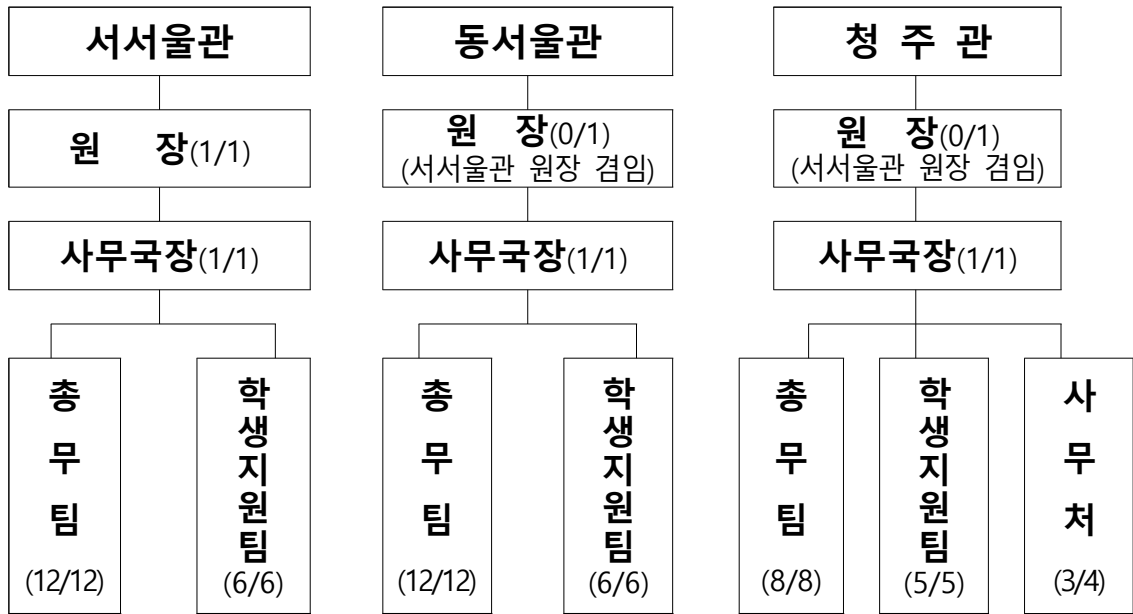 서서울관
원 장(1/1)
사무국장(1/1)
총무팀
(12/12)
학생지원팀
(6/6)
동서울관
원 장(0/1)
(서서울관 원장 겸임)
사무국장(1/1)
총무팀
(12/12)
학생지원팀
(6/6)
청 주 관
원 장(0/1)
(서서울관 원장 겸임)
사무국장(1/1)
총무팀
(8/8)
학생지원팀
(5/5)
사무처
(3/4)